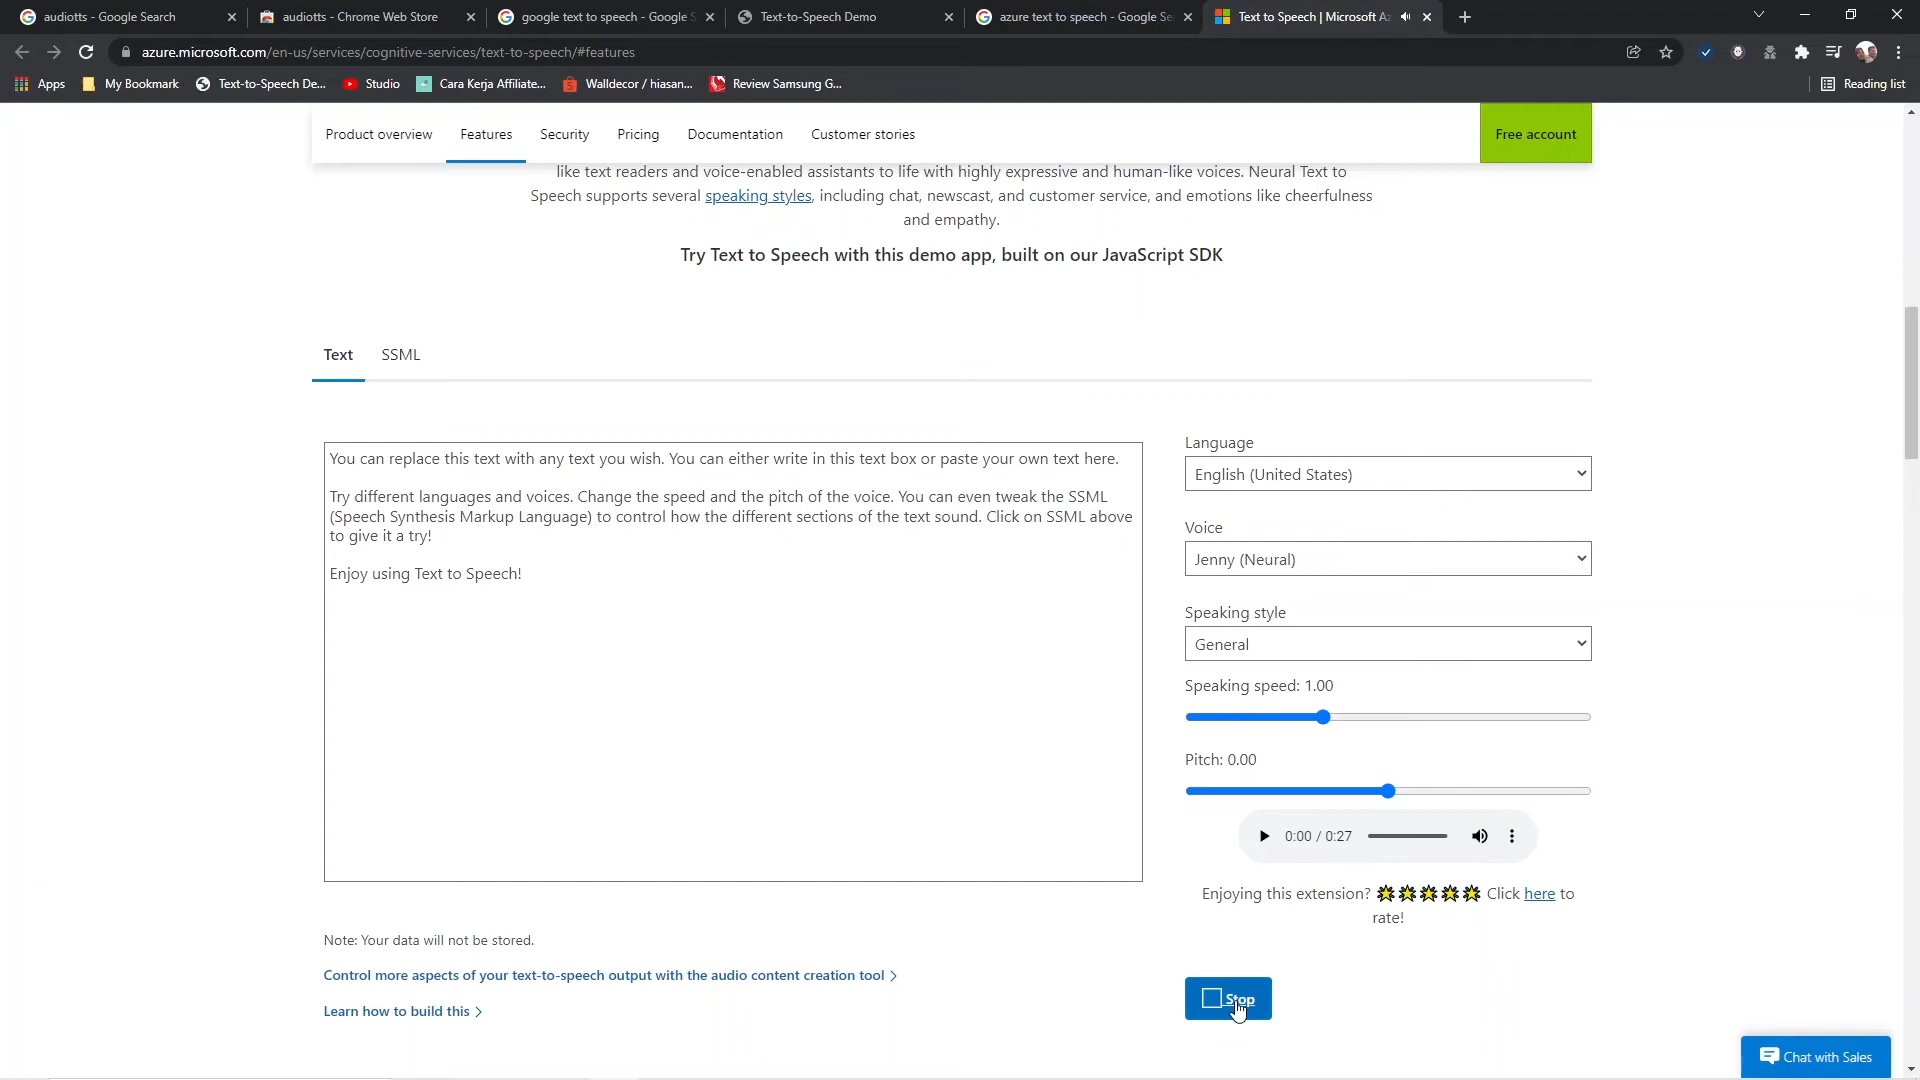 audiotts - Google Search
audiotts - Chrome Web Store
google text to speech - Google S
Text-to-Speech Demo
azure text to speech - Google Se
Text to Speech | Microsoft Az
azure.microsoft.com/en-us/services/cognitive-services/text-to-speech/#features
Apps
My Bookmark
Text-to-Speech De...
Studio
Cara Kerja Affiliate...
Walldecor / hiasan...
Review Samsung G...
Reading list
Product overview
Features
Security
Pricing
Documentation
Customer stories
Free account
like text readers and voice-enabled assistants to life with highly expressive and human-like voices. Neural Text to
Speech supports several speaking styles, including chat, newscast, and customer service, and emotions like cheerfulness
and empathy.
Try Text to Speech with this demo app, built on our JavaScript SDK
Text
SSML
You can replace this text with any text you wish. You can either write in this text box or paste your own text here.
Try different languages and voices. Change the speed and the pitch of the voice. You can even tweak the SSML
(Speech Synthesis Markup Language) to control how the different sections of the text sound. Click on SSML above
to give it a try!
Enjoy using Text to Speech!
Language
English (United States)
Voice
Jenny (Neural)
Speaking style
General
Speaking speed: 1.00
Pitch: 0.00
0:00 / 0:27
Enjoying this extension? Click here to
rate!
Note: Your data will not be stored.
Control more aspects of your text-to-speech output with the audio content creation tool >
Learn how to build this >
Stop
Chat with Sales